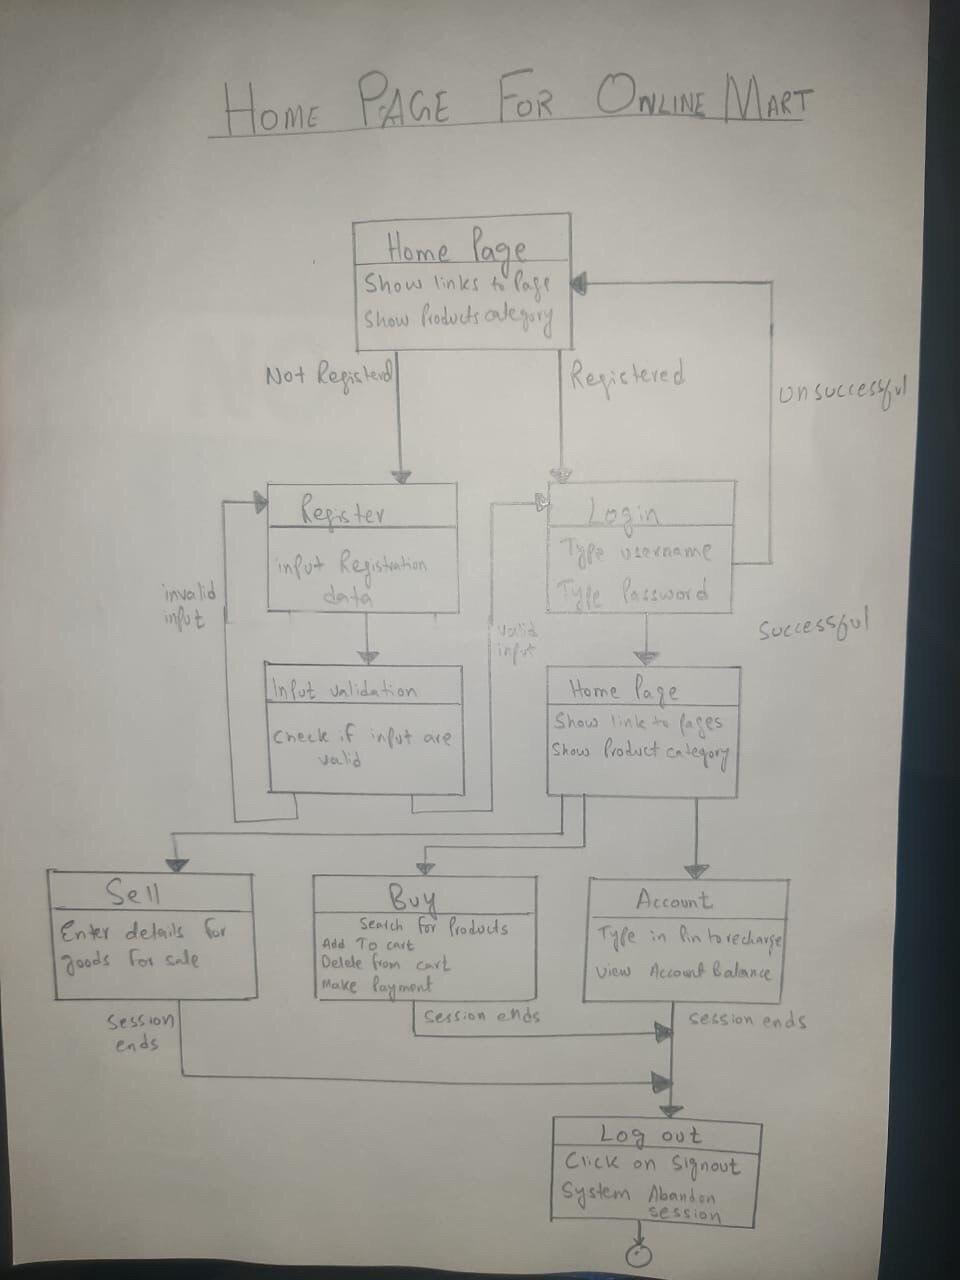 HOME PAGE FOR ONLINE MART
Home Page
Show links to Page
Show Products category
Not Registerd
Registered
unsuccessful
Register
input Registration
data
Login
Type username
Type Password
invalid
input
valid
input
successful
Input validation
check if input are
valid
Home Page
Show link to pages
Show Product category
Sell
Enter details for
goods for sale
Buy
Search for Products
Add To cart
Delete from cart
Make Payment
Account
Type in Pin to recharge
view Account Balance
session
ends
session ends
session ends
Log out
Click on Signout
System Abandon
session